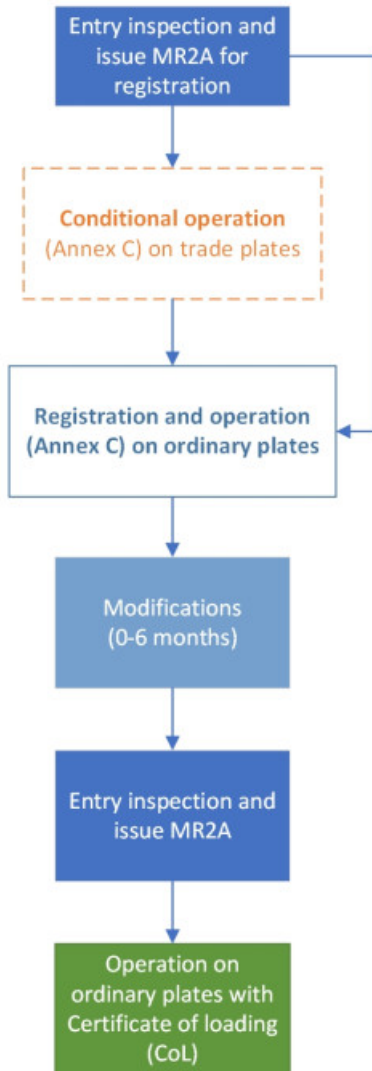 Entry inspection and
issue MR2A for
registration
Conditional operation
(Annex C) on trade plates
Registration and operation
(Annex C) on ordinary plates
Modifications
(0-6 months)
Entry inspection and
issue MR2A
Operation on
ordinary plates with
Certificate of loading
(CoL)